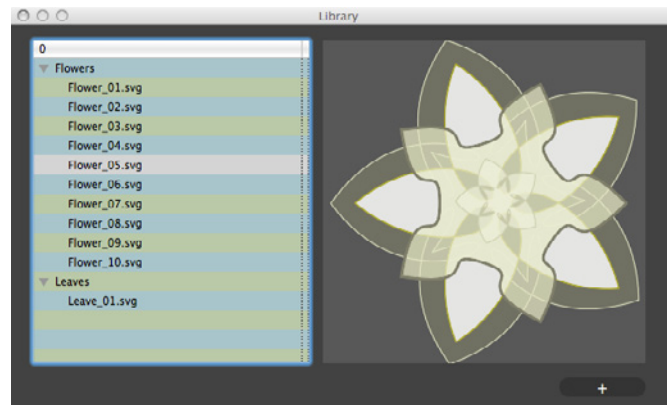 Library
0
Flowers
Flower_01.svg
Flower_02.svg
Flower_03.svg
Flower_04.svg
Flower_05.svg
Flower_06.svg
Flower_07.svg
Flower_08.svg
Flower_09.svg
Flower_10.svg
Leaves
Leave_01.svg
+